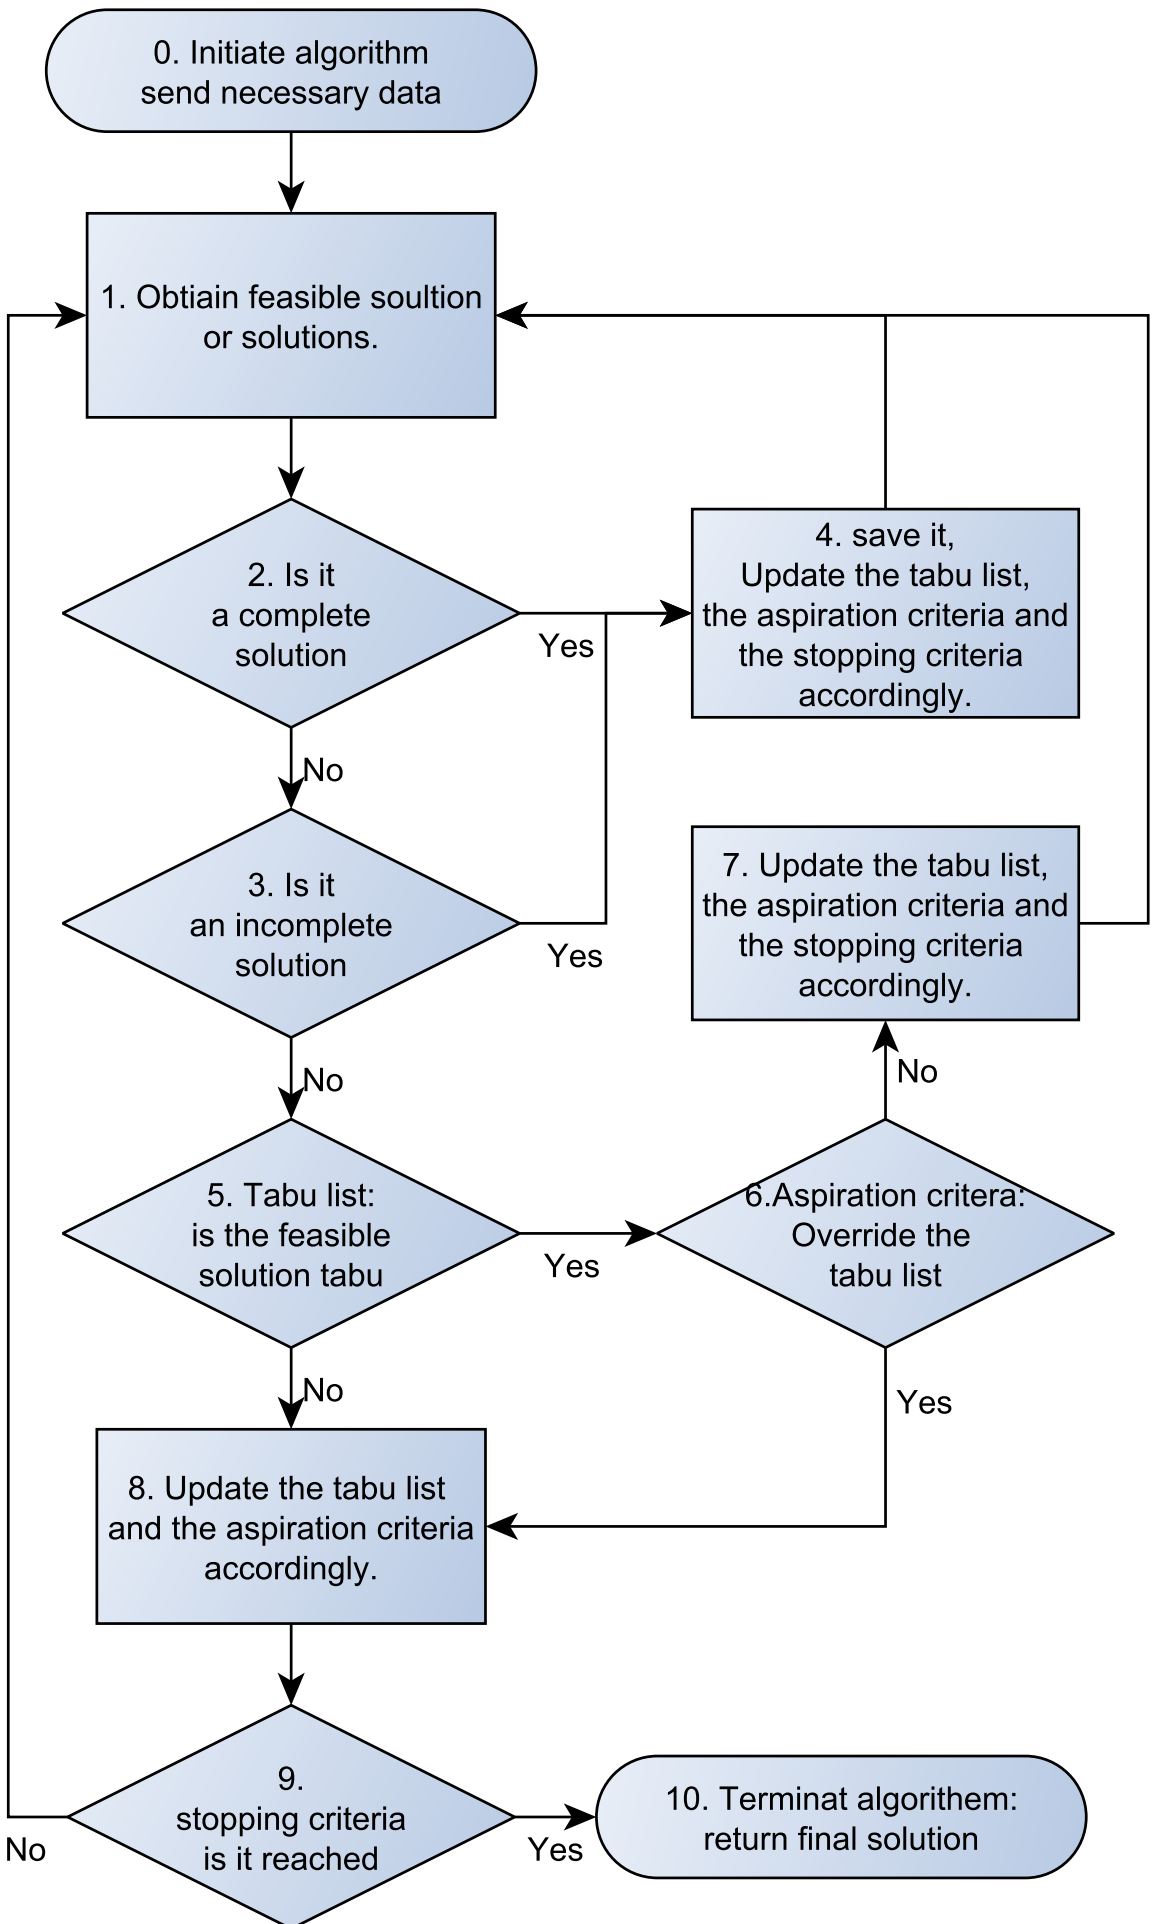 0. Initiate algorithm
send necessary data
1. Obtiain feasible soultion
or solutions.
2. Is it
a complete
solution
Yes
4. save it,
Update the tabu list,
the aspiration criteria and
the stopping criteria
accordingly.
No
3. Is it
an incomplete
solution
Yes
7. Update the tabu list,
the aspiration criteria and
the stopping criteria
accordingly.
No
No
5. Tabu list:
is the feasible
solution tabu
Yes
6.Aspiration critera:
Override the
tabu list
No
Yes
8. Update the tabu list
and the aspiration criteria
accordingly.
9.
stopping criteria
is it reached
No
Yes
10. Terminat algorithem:
return final solution